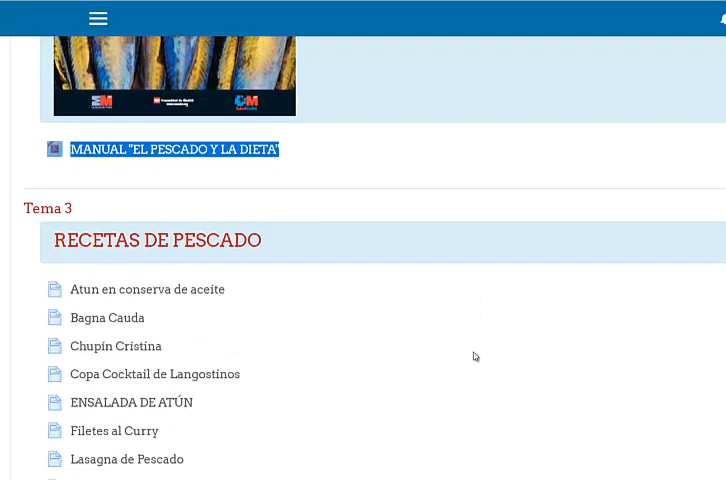 MANUAL "EL PESCADO Y LA DIETA"
Tema 3
RECETAS DE PESCADO
Atun en conserva de aceite
Bagna Cauda
Chupín Cristina
Copa Cocktail de Langostinos
ENSALADA DE ATÚN
Filetes al Curry
Lasagna de Pescado